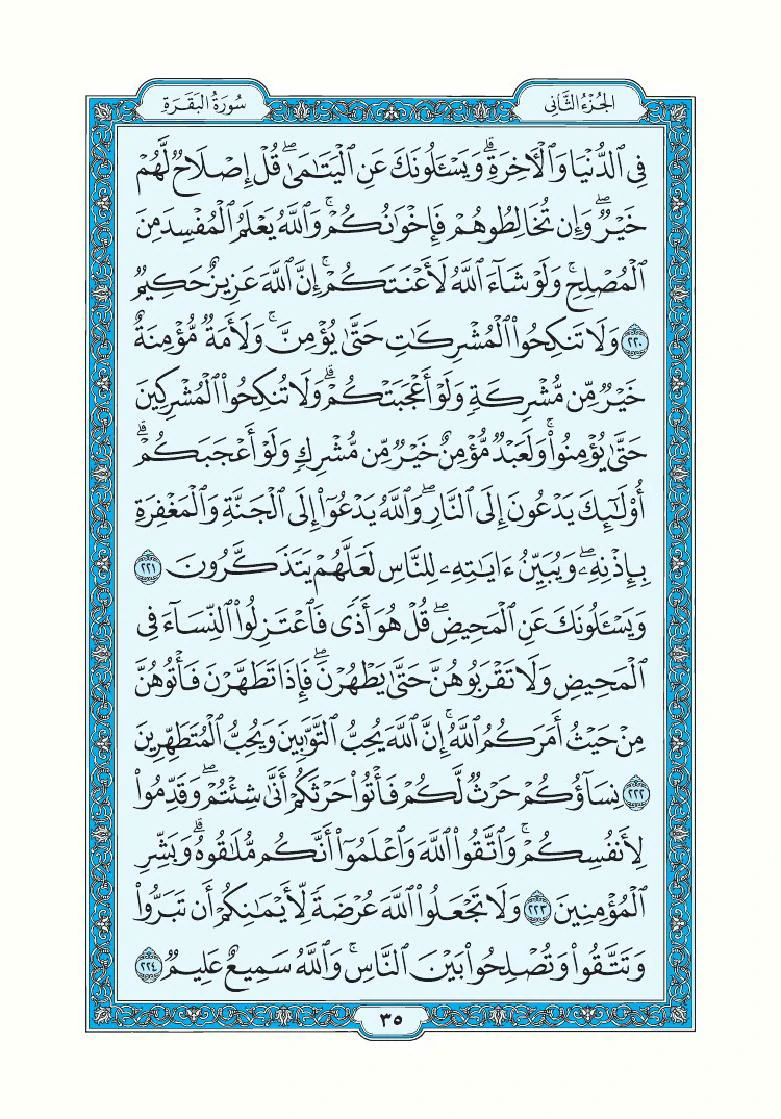 الجُزْءُ الثَّانِي
سُورَةُ البَقَرَةِ
فِي ٱلدُّنۡيَا وَٱلۡأٓخِرَةِۗ وَيَسۡـَٔلُونَكَ عَنِ ٱلۡيَتَٰمَىٰۖ قُلۡ إِصۡلَاحٞ لَّهُمۡ
خَيۡرٞۖ وَإِن تُخَالِطُوهُمۡ فَإِخۡوَٰنُكُمۡۚ وَٱللَّهُ يَعۡلَمُ ٱلۡمُفۡسِدَ مِنَ
ٱلۡمُصۡلِحِۚ وَلَوۡ شَآءَ ٱللَّهُ لَأَعۡنَتَكُمۡۚ إِنَّ ٱللَّهَ عَزِيزٌ حَكِيمٞ
٢٢٠ وَلَا تَنكِحُواْ ٱلۡمُشۡرِكَٰتِ حَتَّىٰ يُؤۡمِنَّۚ وَلَأَمَةٞ مُّؤۡمِنَةٌ
خَيۡرٞ مِّن مُّشۡرِكَةٖ وَلَوۡ أَعۡجَبَتۡكُمۡۗ وَلَا تُنكِحُواْ ٱلۡمُشۡرِكِينَ
حَتَّىٰ يُؤۡمِنُواْۚ وَلَعَبۡدٞ مُّؤۡمِنٌ خَيۡرٞ مِّن مُّشۡرِكٖ وَلَوۡ أَعۡجَبَكُمۡۗ
أُوْلَٰٓئِكَ يَدۡعُونَ إِلَى ٱلنَّارِۖ وَٱللَّهُ يَدۡعُوٓاْ إِلَى ٱلۡجَنَّةِ وَٱلۡمَغۡفِرَةِ
بِإِذۡنِهِۦۖ وَيُبَيِّنُ ءَايَٰتِهِۦ لِلنَّاسِ لَعَلَّهُمۡ يَتَذَكَّرُونَ ٢٢١
وَيَسۡـَٔلُونَكَ عَنِ ٱلۡمَحِيضِۖ قُلۡ هُوَ أَذٗى فَٱعۡتَزِلُواْ ٱلنِّسَآءَ فِي
ٱلۡمَحِيضِ وَلَا تَقۡرَبُوهُنَّ حَتَّىٰ يَطۡهُرۡنَۖ فَإِذَا تَطَهَّرۡنَ فَأۡتُوهُنَّ
مِنۡ حَيۡثُ أَمَرَكُمُ ٱللَّهُۚ إِنَّ ٱللَّهَ يُحِبُّ ٱلتَّوَّٰبِينَ وَيُحِبُّ ٱلۡمُتَطَهِّرِينَ
٢٢٢ نِسَآؤُكُمۡ حَرۡثٞ لَّكُمۡ فَأۡتُواْ حَرۡثَكُمۡ أَنَّىٰ شِئۡتُمۡۖ وَقَدِّمُواْ
لِأَنفُسِكُمۡۚ وَٱتَّقُواْ ٱللَّهَ وَٱعۡلَمُوٓاْ أَنَّكُم مُّلَٰقُوهُۗ وَبَشِّرِ
ٱلۡمُؤۡمِنِينَ ٢٢٣ وَلَا تَجۡعَلُواْ ٱللَّهَ عُرۡضَةٗ لِّأَيۡمَٰنِكُمۡ أَن تَبَرُّواْ
وَتَتَّقُواْ وَتُصۡلِحُواْ بَيۡنَ ٱلنَّاسِۚ وَٱللَّهُ سَمِيعٌ عَلِيمٞ ٢٢٤
٣٥